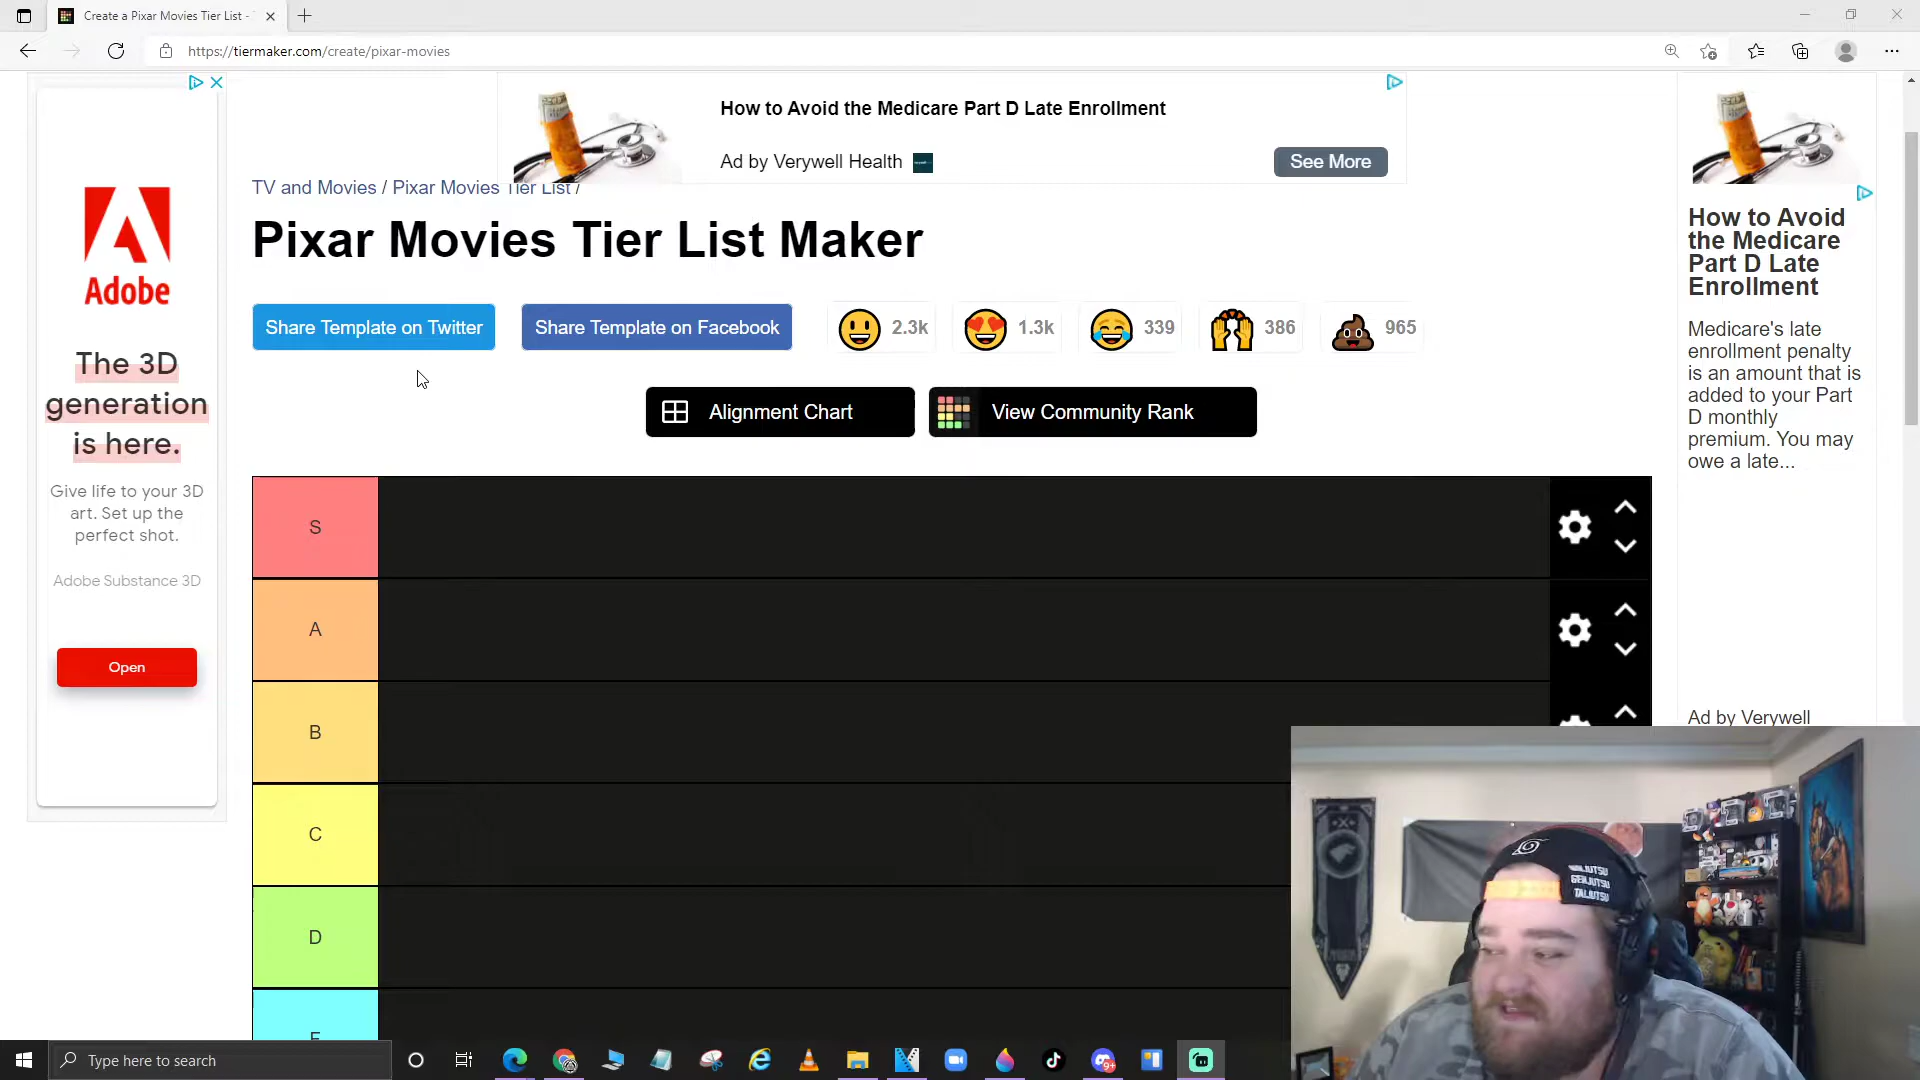 Create a Pixar Movies Tier List -
https://tiermaker.com/create/pixar-movies
How to Avoid the Medicare Part D Late Enrollment
Ad by Verywell Health
See More
TV and Movies / Pixar Movies Tier List /
Pixar Movies Tier List Maker
Share Template on Twitter
Share Template on Facebook
2.3k
1.3k
339
386
965
Alignment Chart
View Community Rank
S
A
B
C
D
F
Adobe
The 3D
generation
is here.
Give life to your 3D
art. Set up the
perfect shot.
Adobe Substance 3D
Open
How to Avoid
the Medicare
Part D Late
Enrollment
Medicare's late
enrollment penalty
is an amount that is
added to your Part
D monthly
premium. You may
owe a late...
Ad by Verywell
NINJUTSU
GENJUTSU
TAIJUTSU
Type here to search
9+